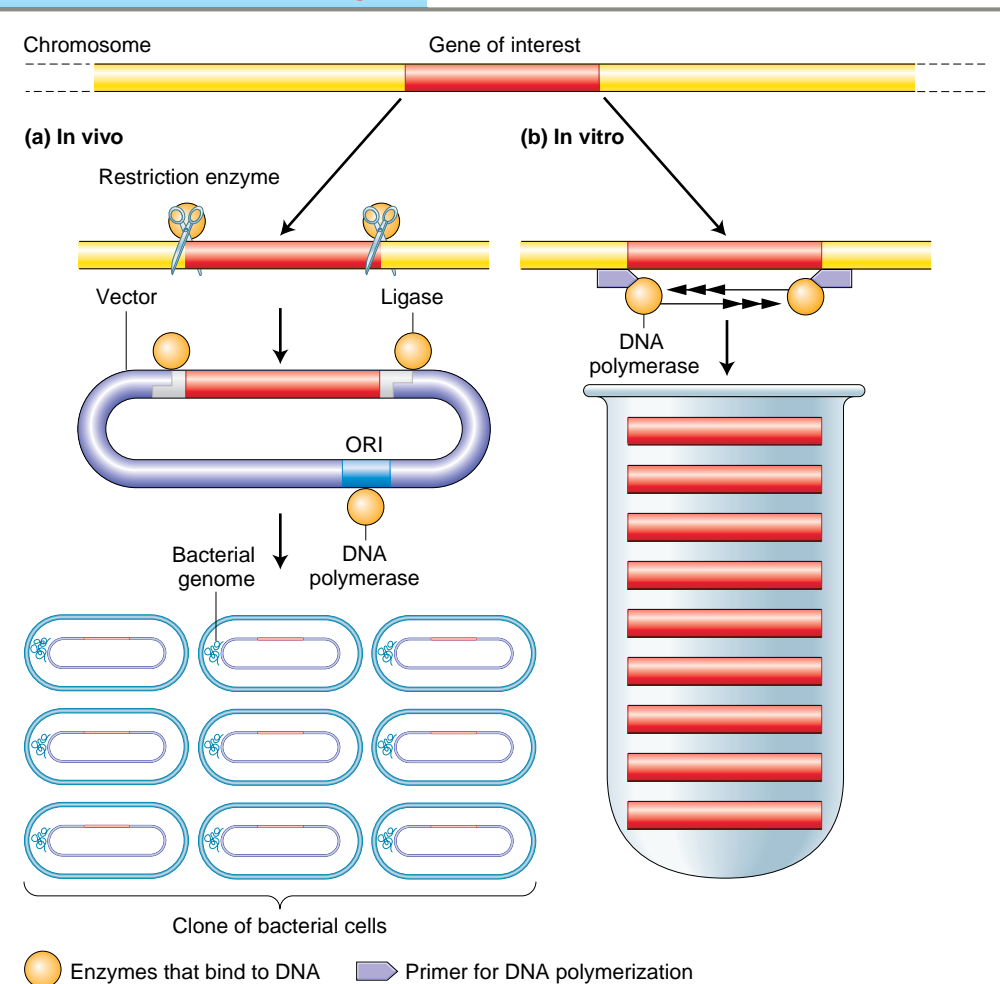 Chromosome
Gene of interest
(a) In vivo
(b) In vitro
Restriction enzyme
Vector
Ligase
DNA
polymerase
ORI
Bacterial
genome
DNA
polymerase
Clone of bacterial cells
Enzymes that bind to DNA
Primer for DNA polymerization